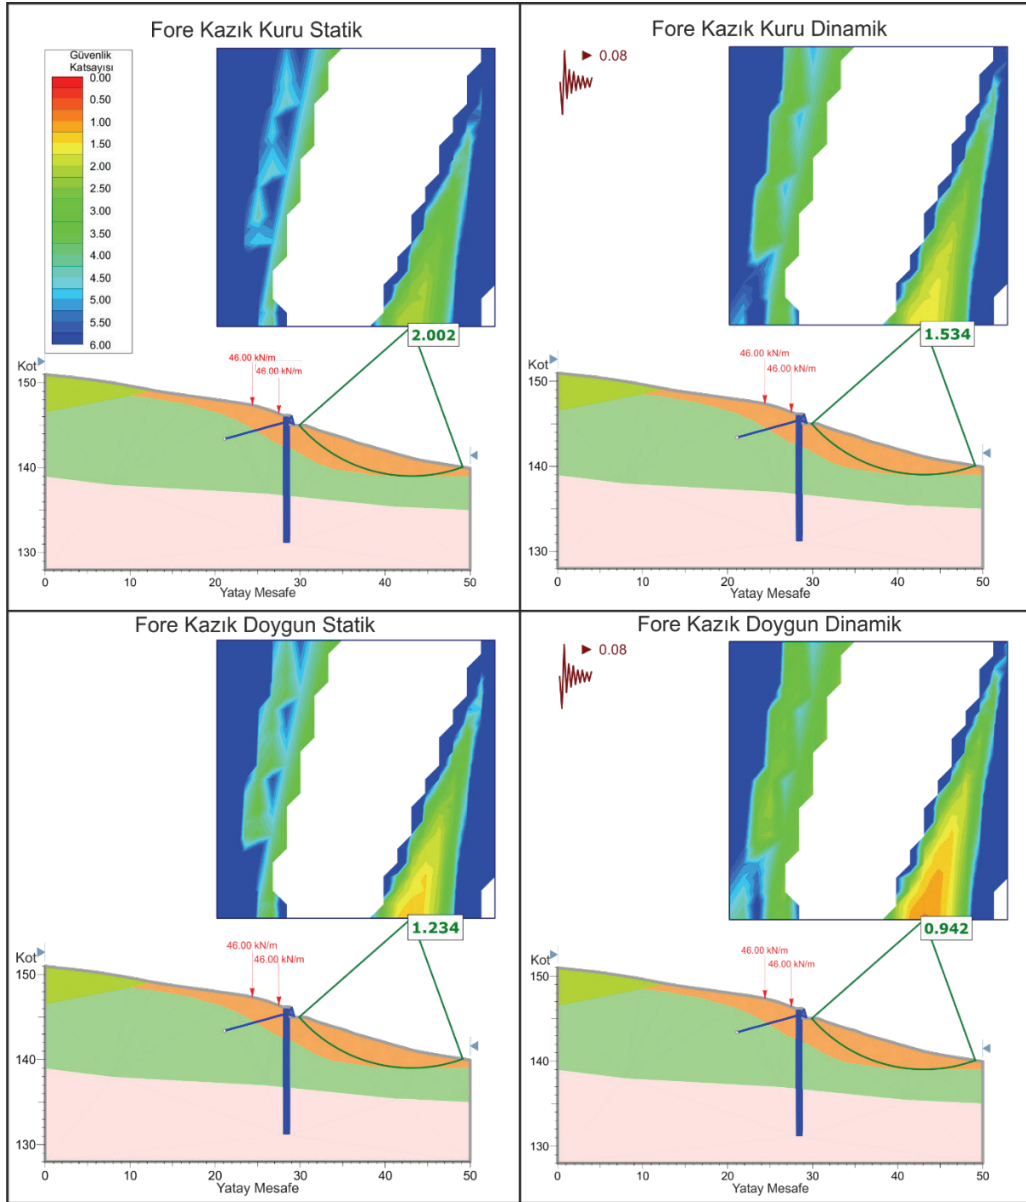 Fore Kazık Kuru Statik
Güvenlik
Katsayısı
0.00
0.50
1.00
1.50
2.00
2.50
3.00
3.50
4.00
4.50
5.00
5.50
6.00
2.002
46.00 kN/m
46.00 kN/m
Kot
150
140
130
0 10 20 30 40 50
Yatay Mesafe
Fore Kazık Kuru Dinamik
0.08
1.534
46.00 kN/m
46.00 kN/m
Kot
150
140
130
0 10 20 30 40 50
Yatay Mesafe
Fore Kazık Doygun Statik
1.234
46.00 kN/m
46.00 kN/m
Kot
150
140
130
0 10 20 30 40 50
Yatay Mesafe
Fore Kazık Doygun Dinamik
0.08
0.942
46.00 kN/m
46.00 kN/m
Kot
150
140
130
0 10 20 30 40 50
Yatay Mesafe